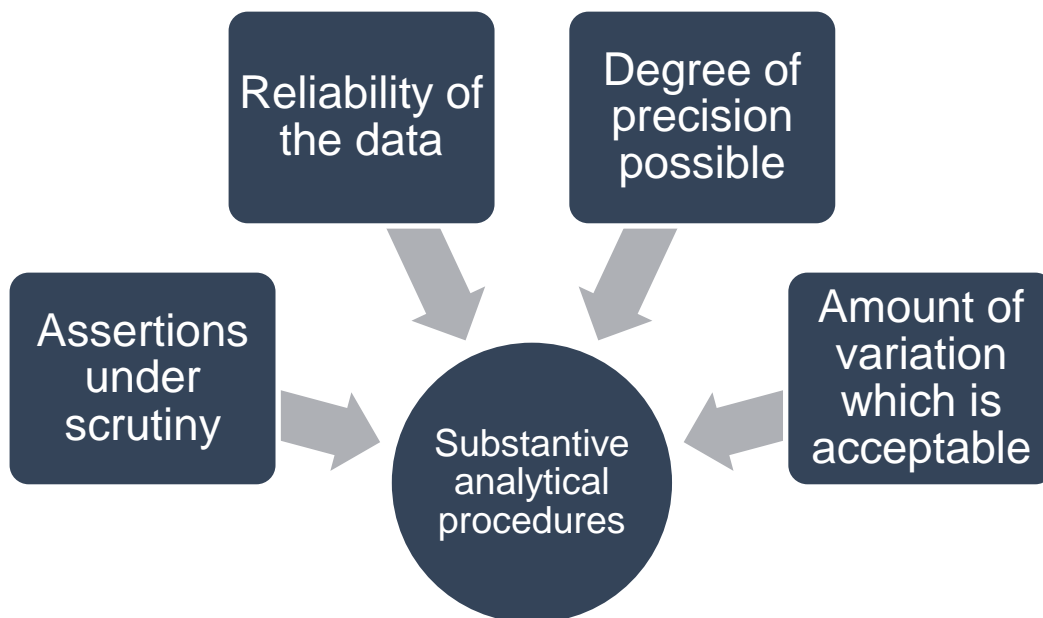 Reliability of
the data
Degree of
precision
possible
Assertions
under
scrutiny
Amount of
variation
which is
acceptable
Substantive
analytical
procedures